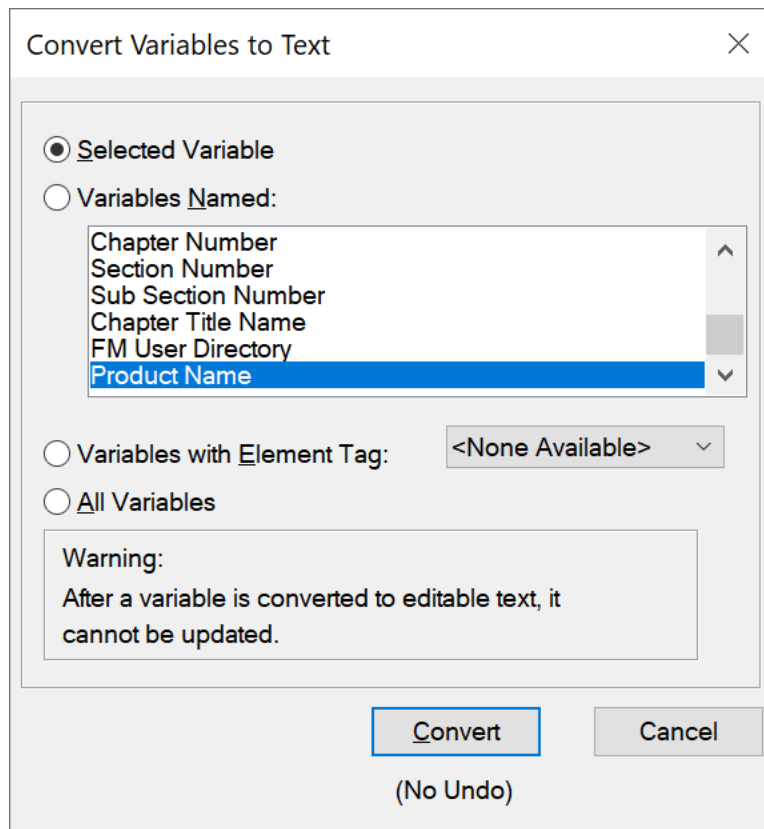 Convert Variables to Text
Selected Variable
Variables Named:
Chapter Number
Section Number
Sub Section Number
Chapter Title Name
FM User Directory
Product Name
Variables with Element Tag: <None Available>
All Variables
Warning:
After a variable is converted to editable text, it
cannot be updated.
Convert Cancel
(No Undo)